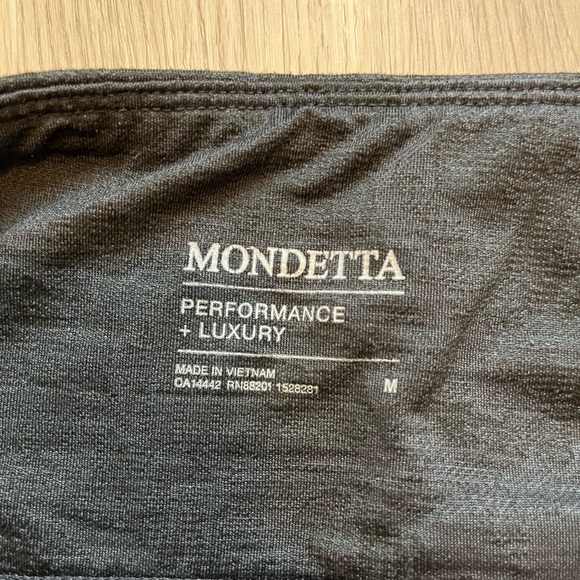 MONDETTA
PERFORMANCE
+ LUXURY
MADE IN VIETNAM
CA14442 RN88201 1528281 M